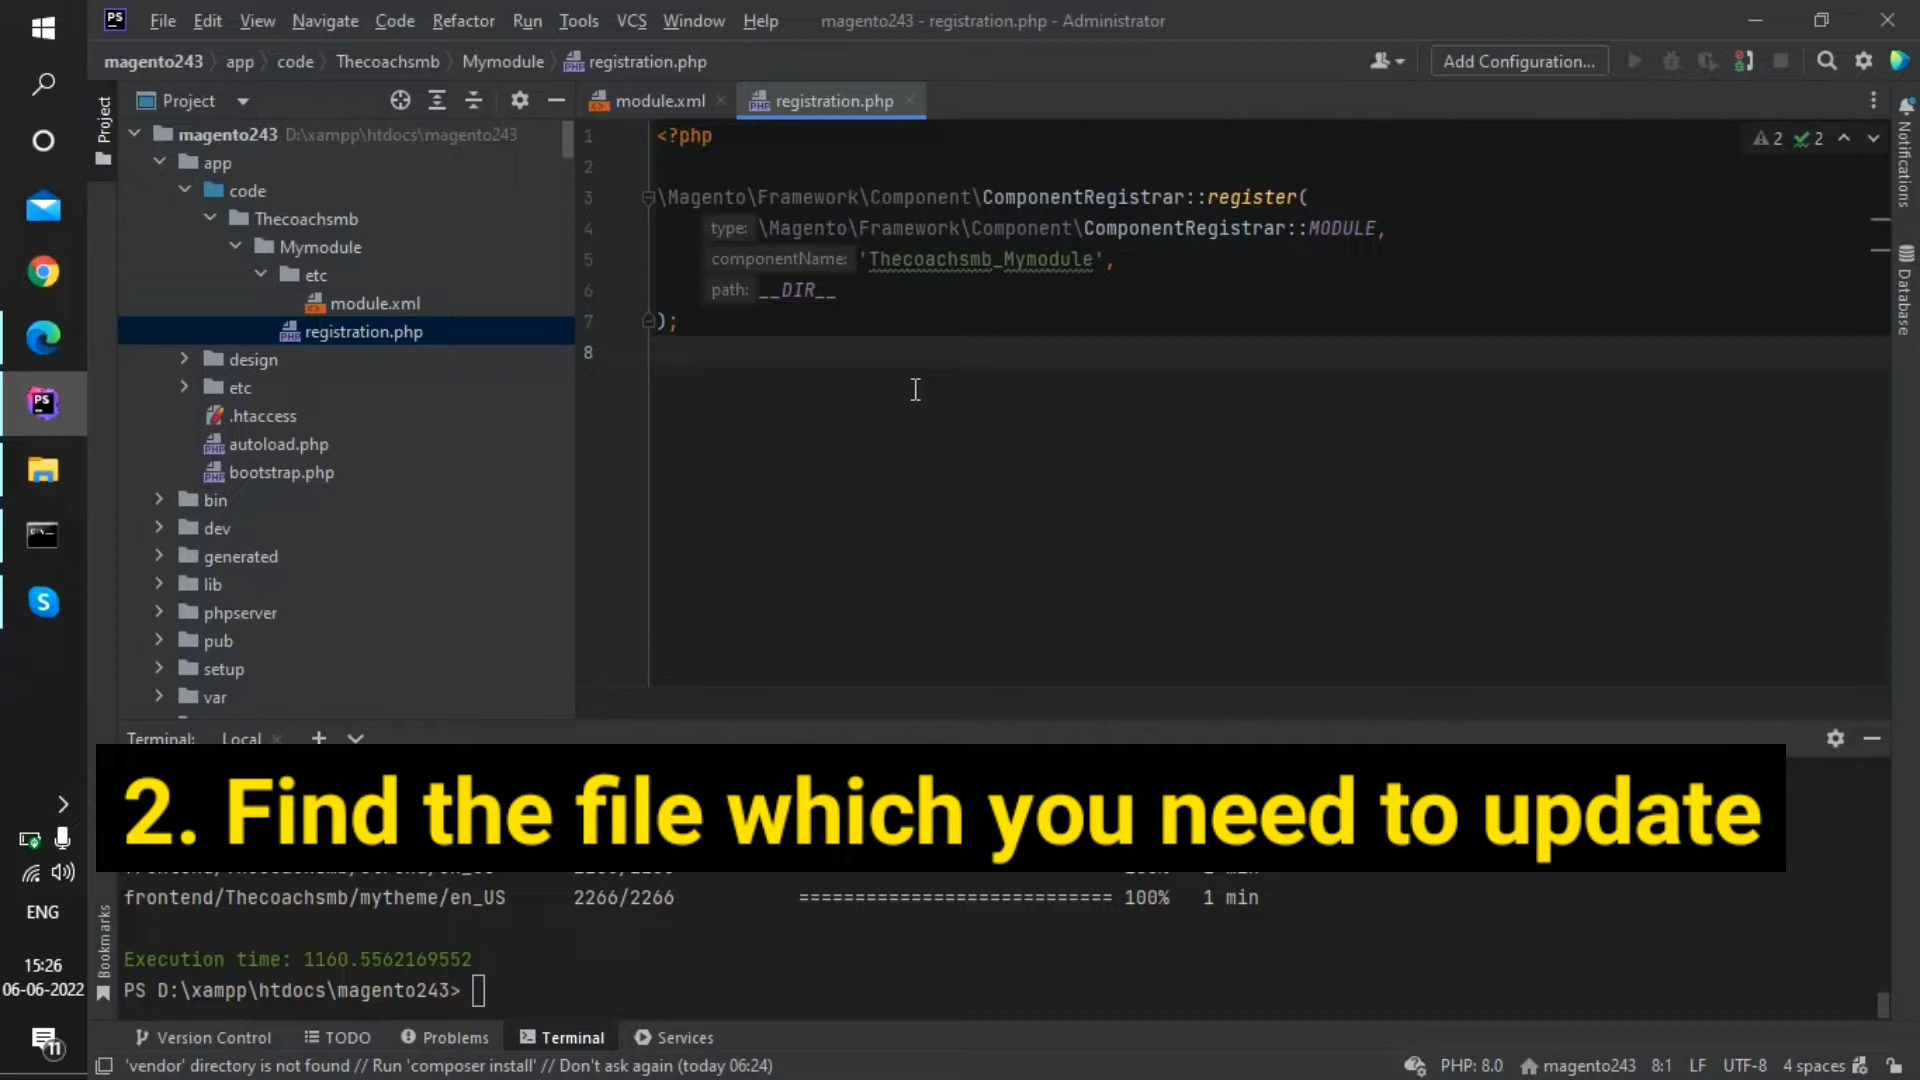 PS File Edit View Navigate Code Refactor Run Tools VCS Window Help magento243 - registration.php - Administrator
magento243 app code Thecoachsmb Mymodule registration.php Add Configuration...
Project
Project
module.xml registration.php
magento243 D:\xampp\htdocs\magento243
app
code
Thecoachsmb
Mymodule
etc
module.xml
registration.php
design
etc
.htaccess
autoload.php
bootstrap.php
bin
dev
generated
lib
phpserver
pub
setup
var
1 <?php
2
3 \Magento\Framework\Component\ComponentRegistrar::register(
4 type: \Magento\Framework\Component\ComponentRegistrar::MODULE,
5 componentName: 'Thecoachsmb_Mymodule',
6 path: __DIR__
7 );
8
2 2
Notifications
Database
Terminal: Local
2. Find the file which you need to update
frontend/Thecoachsmb/mytheme/en_US 2266/2266 ============================ 100% 1 min
Execution time: 1160.5562169552
PS D:\xampp\htdocs\magento243>
Bookmarks
Version Control TODO Problems Terminal Services
'vendor' directory is not found // Run 'composer install' // Don't ask again (today 06:24) PHP: 8.0 magento243 8:1 LF UTF-8 4 spaces
PS
S
ENG
15:26
06-06-2022
11